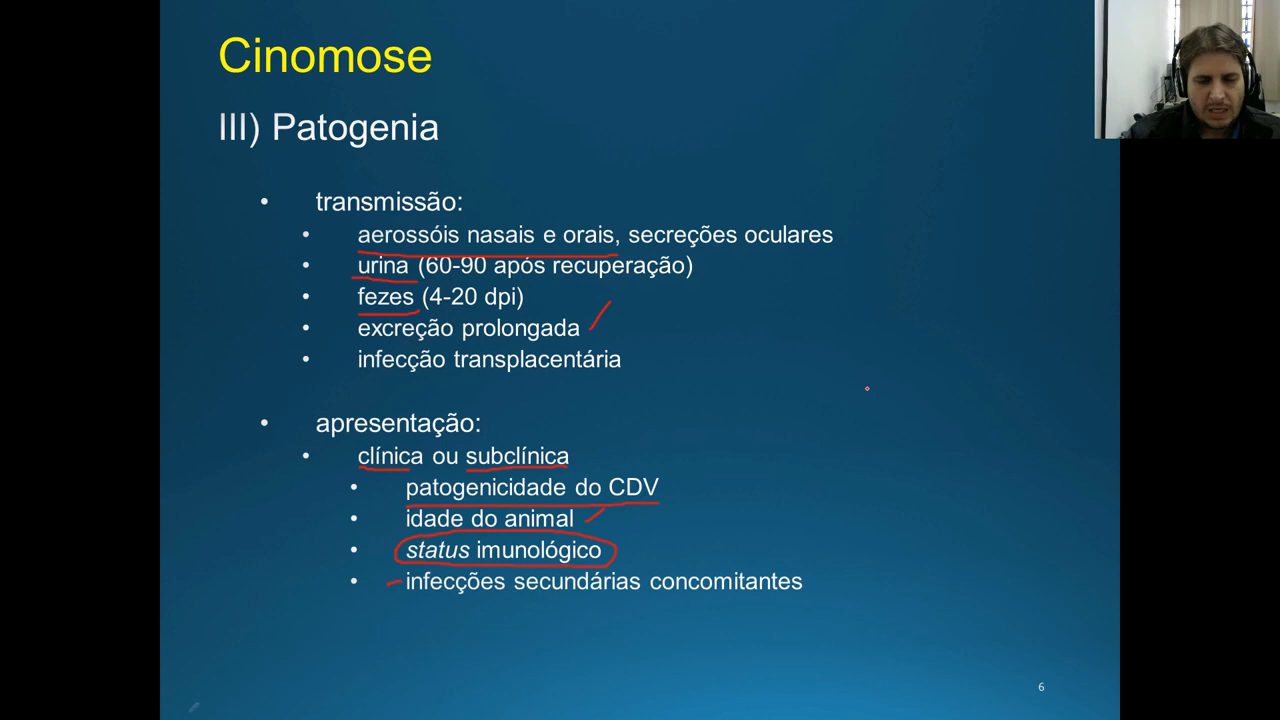 Cinomose
III) Patogenia
• transmissão:
• aerossóis nasais e orais, secreções oculares
• urina (60-90 após recuperação)
• fezes (4-20 dpi)
• excreção prolongada
• infecção transplacentária
• apresentação:
• clínica ou subclínica
• patogenicidade do CDV
• idade do animal
• status imunológico
• infecções secundárias concomitantes
6